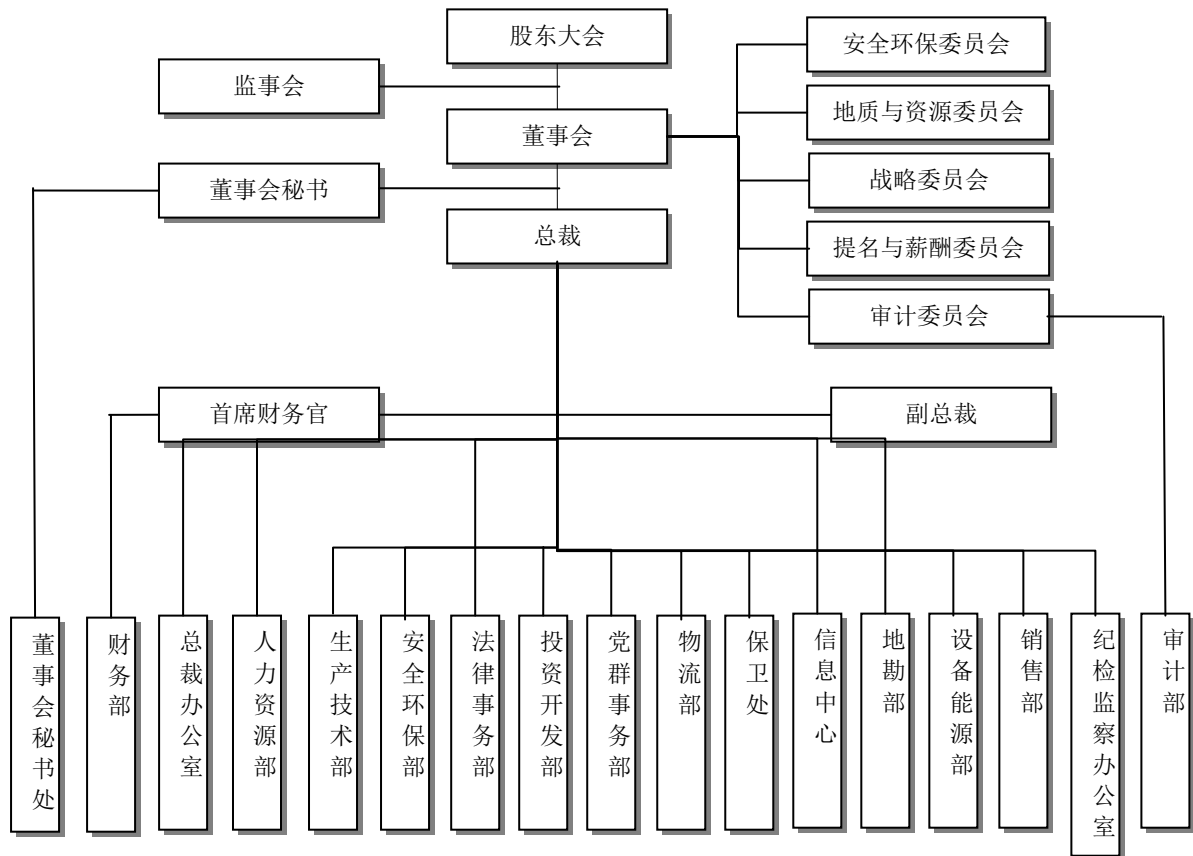 股东大会
安全环保委员会
监事会
地质与资源委员会
董事会
战略委员会
董事会秘书
总裁
提名与薪酬委员会
审计委员会
首席财务官
副总裁
董事会秘书处
财务部
总裁办公室
人力资源部
生产技术部
安全环保部
法律事务部
投资开发部
党群事务部
物流部
保卫处
信息中心
地勘部
设备能源部
销售部
纪检监察办公室
审计部